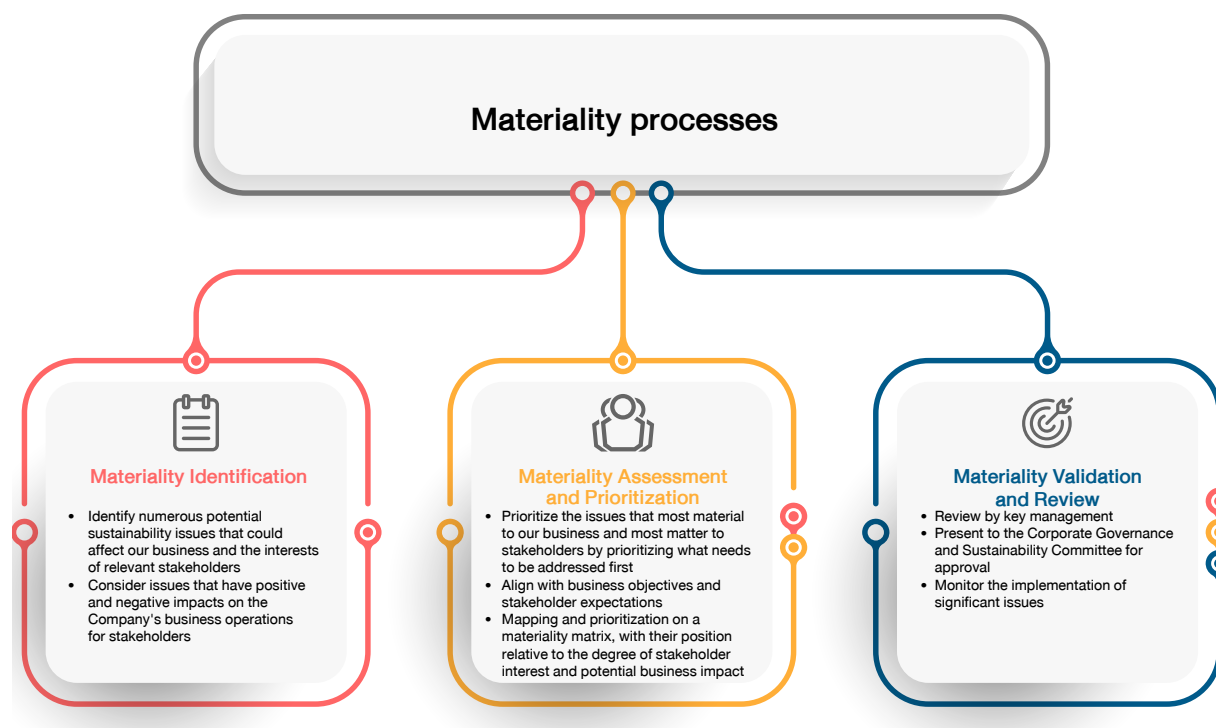 Materiality processes
Materiality Identification
• Identify numerous potential
sustainability issues that could
affect our business and the interests
of relevant stakeholders
• Consider issues that have positive
and negative impacts on the
Company's business operations
for stakeholders
Materiality Assessment
and Prioritization
• Prioritize the issues that most material
to our business and most matter to
stakeholders by prioritizing what needs
to be addressed first
• Align with business objectives and
stakeholder expectations
• Mapping and prioritization on a
materiality matrix, with their position
relative to the degree of stakeholder
interest and potential business impact
Materiality Validation
and Review
• Review by key management
• Present to the Corporate Governance
and Sustainability Committee for
approval
• Monitor the implementation of
significant issues